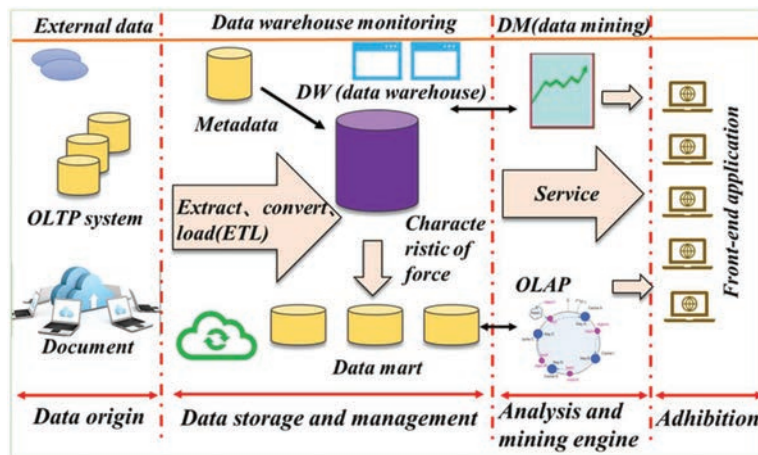 External data
Data warehouse monitoring
DM(data mining)
DW (data warehouse)
Metadata
OLTP system
Extract、convert、
load(ETL)
Service
Characte
ristic of
force
Front-end application
OLAP
Document
Data mart
Data origin
Data storage and management
Analysis and
mining engine
Adhibition